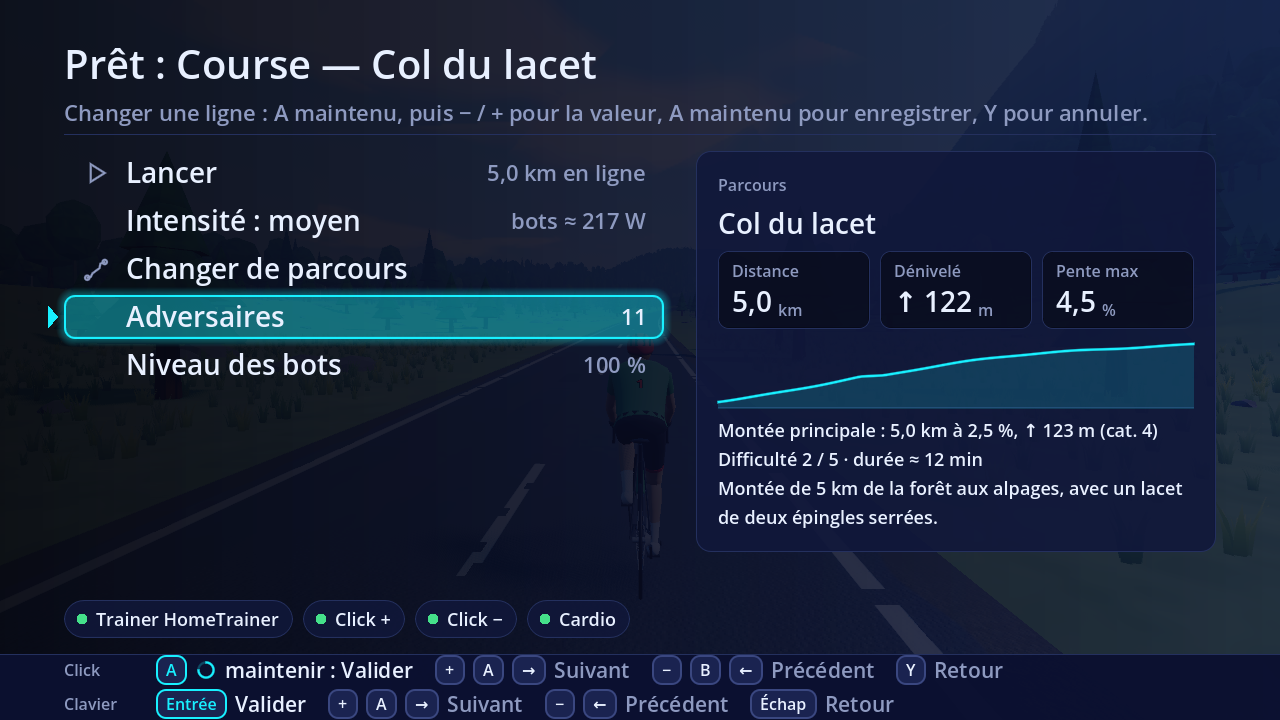 Prêt : Course — Col du lacet
Changer une ligne : A maintenu, puis − / + pour la valeur, A maintenu pour enregistrer, Y pour annuler.
Lancer 5,0 km en ligne
Intensité : moyen bots ≈ 217 W
Changer de parcours
Adversaires 11
Niveau des bots 100 %
Parcours
Col du lacet
Distance Dénivelé Pente max
5,0 km ↑ 122 m 4,5 %
Montée principale : 5,0 km à 2,5 %, ↑ 123 m (cat. 4)
Difficulté 2 / 5 · durée ≈ 12 min
Montée de 5 km de la forêt aux alpages, avec un lacet
de deux épingles serrées.
Trainer HomeTrainer Click + Click − Cardio
Click A maintenir : Valider + A → Suivant − B ← Précédent Y Retour
Clavier Entrée Valider + A → Suivant − ← Précédent Échap Retour